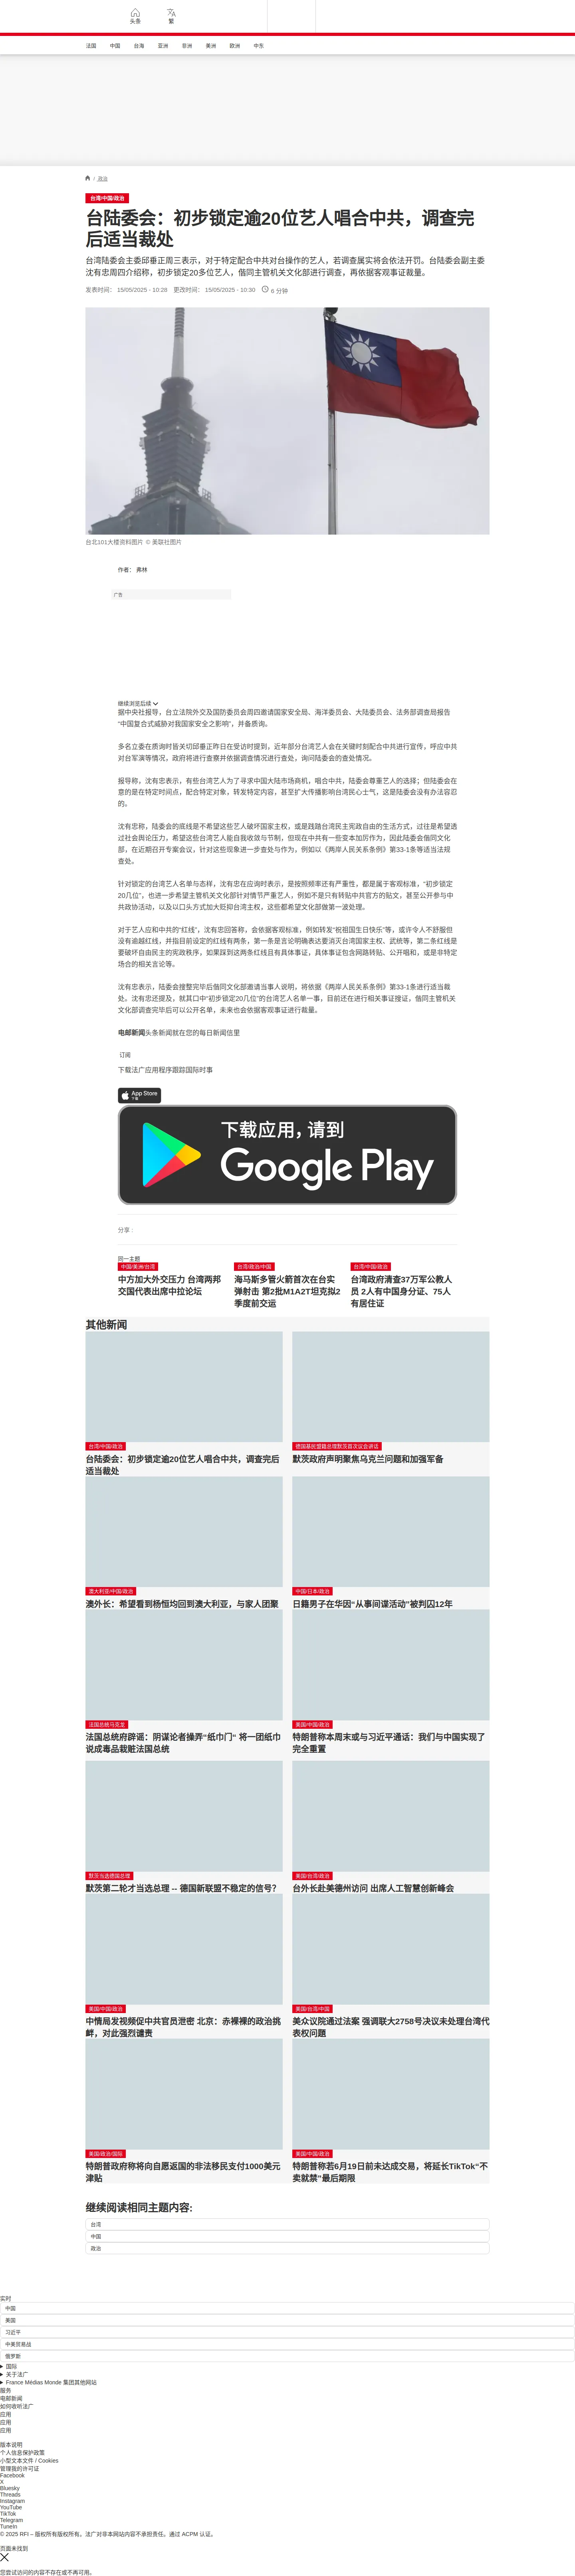 头条
繁
法国
中国
台海
亚洲
非洲
美洲
欧洲
中东
/ 政治
台湾/中国/政治
台陆委会：初步锁定逾20位艺人唱合中共，调查完
后适当裁处
台湾陆委会主委邱垂正周三表示，对于特定配合中共对台操作的艺人，若调查属实将会依法开罚。台陆委会副主委
沈有忠周四介绍称，初步锁定20多位艺人，偕同主管机关文化部进行调查，再依据客观事证裁量。
发表时间： 15/05/2025 - 10:28 更改时间： 15/05/2025 - 10:30 6 分钟
台北101大楼资料图片 © 美联社图片
作者： 弗林
广告
继续浏览后续
据中央社报导，台立法院外交及国防委员会周四邀请国家安全局、海洋委员会、大陆委员会、法务部调查局报告
“中国复合式威胁对我国家安全之影响”，并备质询。
多名立委在质询时皆关切邱垂正昨日在受访时提到，近年部分台湾艺人会在关键时刻配合中共进行宣传，呼应中共
对台军演等情况，政府将进行查察并依据调查情况进行查处，询问陆委会的查处情况。
报导称，沈有忠表示，有些台湾艺人为了寻求中国大陆市场商机，唱合中共，陆委会尊重艺人的选择；但陆委会在
意的是在特定时间点，配合特定对象，转发特定内容，甚至扩大传播影响台湾民心士气，这是陆委会没有办法容忍
的。
沈有忠称，陆委会的底线是不希望这些艺人破坏国家主权，或是践踏台湾民主宪政自由的生活方式，过往是希望透
过社会舆论压力，希望这些台湾艺人能自我收敛与节制，但现在中共有一些变本加厉作为，因此陆委会偕同文化
部，在近期召开专案会议，针对这些现象进一步查处与作为，例如以《两岸人民关系条例》第33-1条等适当法规
查处。
针对锁定的台湾艺人名单与态样，沈有忠在应询时表示，是按照频率还有严重性，都是属于客观标准，“初步锁定
20几位”，也进一步希望主管机关文化部针对情节严重艺人，例如不是只有转贴中共官方的贴文，甚至公开参与中
共政协活动，以及以口头方式加大贬抑台湾主权，这些都希望文化部做第一波处理。
对于艺人应和中共的“红线”，沈有忠回答称，会依据客观标准，例如转发“祝祖国生日快乐”等，或许令人不舒服但
没有逾越红线，并指目前设定的红线有两条，第一条是言论明确表达要消灭台湾国家主权、武统等，第二条红线是
要破坏自由民主的宪政秩序，如果踩到这两条红线且有具体事证，具体事证包含网路转贴、公开唱和，或是非特定
场合的相关言论等。
沈有忠表示，陆委会搜整完毕后偕同文化部邀请当事人说明，将依据《两岸人民关系条例》第33-1条进行适当裁
处。沈有忠还提及，就其口中“初步锁定20几位”的台湾艺人名单一事，目前还在进行相关事证搜证，偕同主管机关
文化部调查完毕后可以公开名单，未来也会依据客观事证进行裁量。
电邮新闻头条新闻就在您的每日新闻信里
订阅
下载法广应用程序跟踪国际时事
App Store
下载
下载应用，请到
Google Play
分享 :
同一主题
中国/美洲/台湾
中方加大外交压力 台湾两邦
交国代表出席中拉论坛
台湾/政治/中国
海马斯多管火箭首次在台实
弹射击 第2批M1A2T坦克拟2
季度前交运
台湾/中国/政治
台湾政府清查37万军公教人
员 2人有中国身分证、75人
有居住证
其他新闻
台湾/中国/政治
台陆委会：初步锁定逾20位艺人唱合中共，调查完后
适当裁处
德国基民盟籍总理默茨首次议会讲话
默茨政府声明聚焦乌克兰问题和加强军备
澳大利亚/中国/政治
澳外长：希望看到杨恒均回到澳大利亚，与家人团聚
中国/日本/政治
日籍男子在华因“从事间谍活动”被判囚12年
法国总统马克龙
法国总统府辟谣：阴谋论者操弄“纸巾门” 将一团纸巾
说成毒品栽赃法国总统
美国/中国/政治
特朗普称本周末或与习近平通话：我们与中国实现了
完全重置
默茨当选德国总理
默茨第二轮才当选总理 -- 德国新联盟不稳定的信号?
美国/台湾/政治
台外长赴美德州访问 出席人工智慧创新峰会
美国/中国/政治
中情局发视频促中共官员泄密 北京：赤裸裸的政治挑
衅，对此强烈谴责
美国/台湾/中国
美众议院通过法案 强调联大2758号决议未处理台湾代
表权问题
美国/政治/国际
特朗普政府称将向自愿返国的非法移民支付1000美元
津贴
美国/中国/政治
特朗普称若6月19日前未达成交易，将延长TikTok“不
卖就禁”最后期限
继续阅读相同主题内容:
台湾
中国
政治
实时
中国
美国
习近平
中美贸易战
俄罗斯
国际
关于法广
France Médias Monde 集团其他网站
服务
电邮新闻
如何收听法广
应用
应用
应用
版本说明
个人信息保护政策
小型文本文件 / Cookies
管理我的许可证
Facebook
X
Bluesky
Threads
Instagram
YouTube
TikTok
Telegram
TuneIn
© 2025 RFI – 版权所有版权所有。法广对非本网站内容不承担责任。通过 ACPM 认证。
页面未找到
您尝试访问的内容不存在或不再可用。